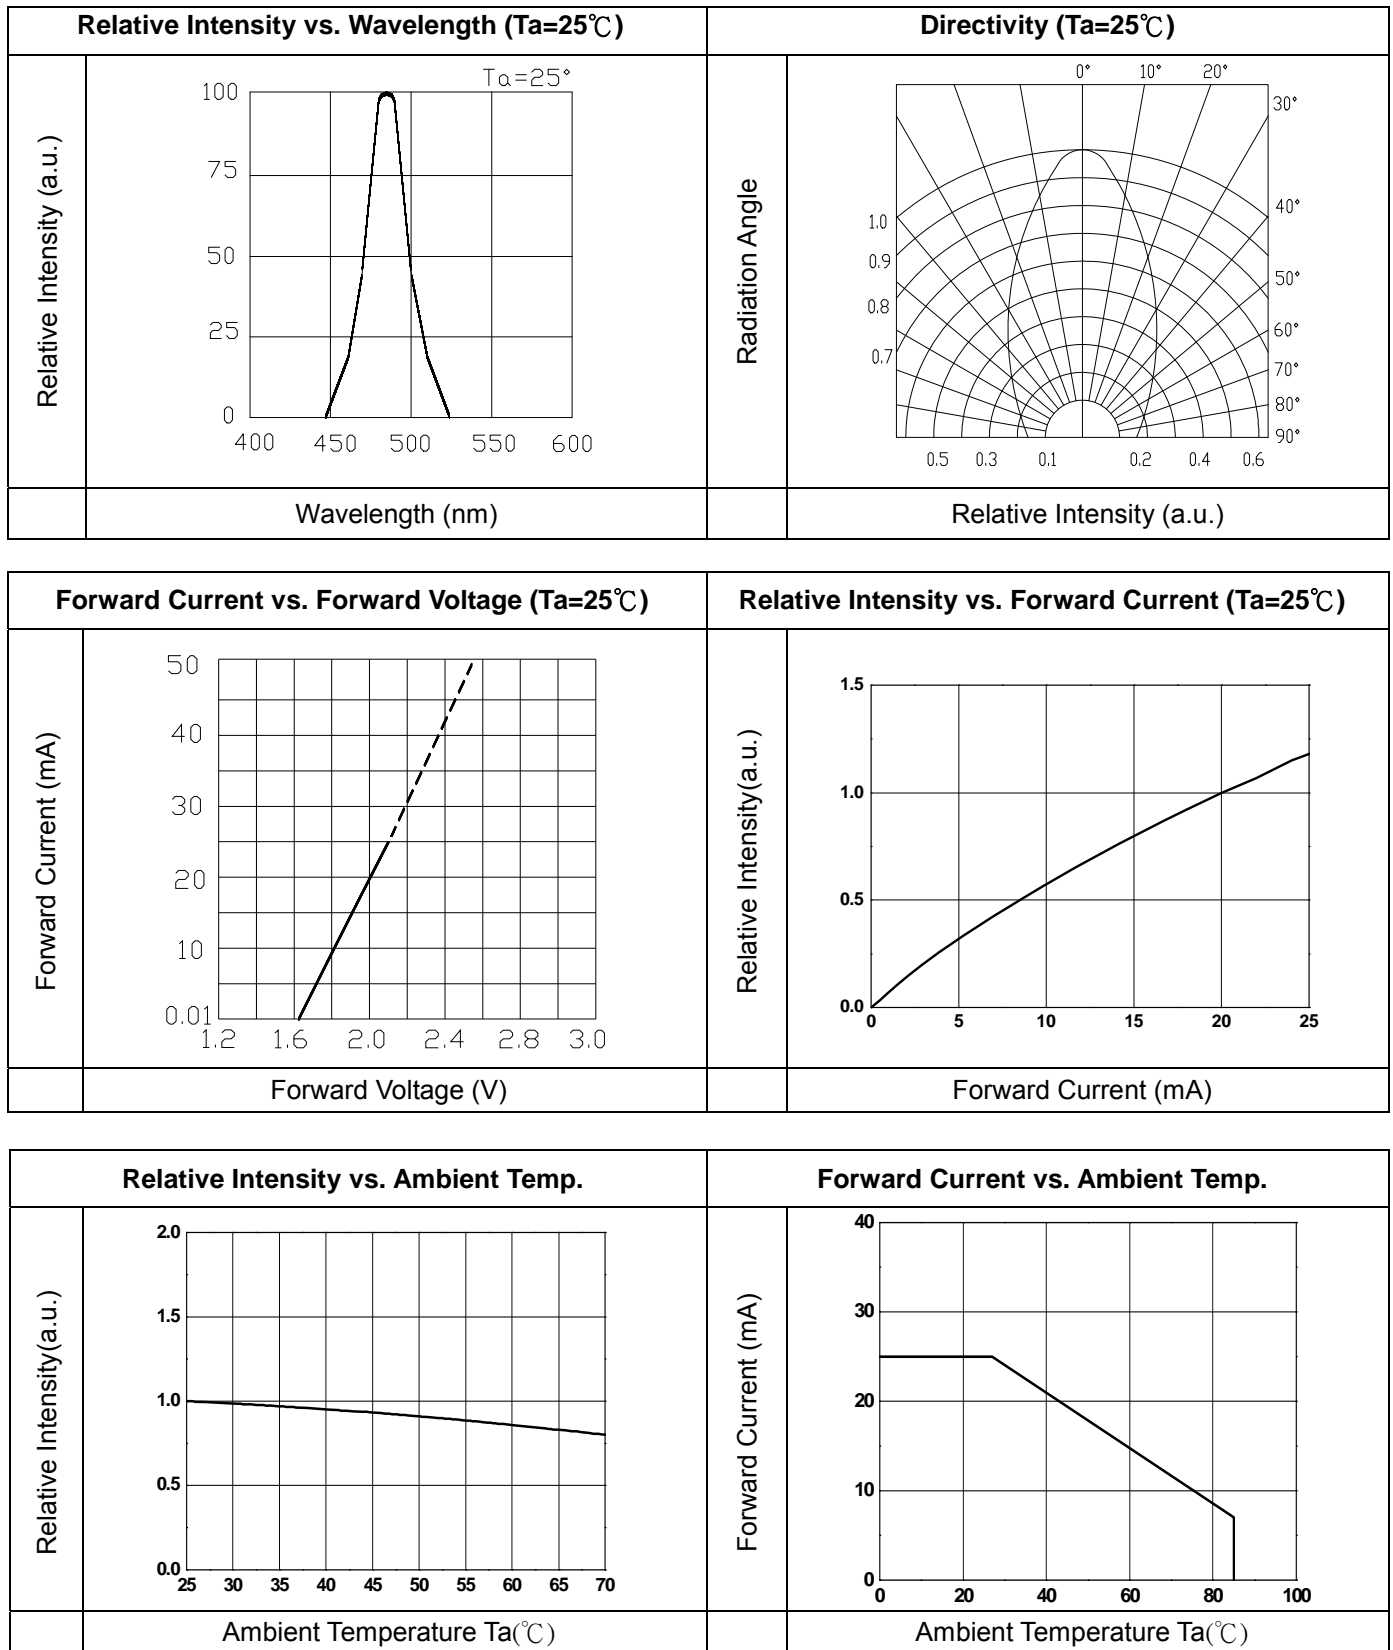 Relative Intensity vs. Wavelength (Ta=25℃)
Directivity (Ta=25℃)
Relative Intensity (a.u.)
Ta=25°
100
75
50
25
0
400 450 500 550 600
Wavelength (nm)
Radiation Angle
0° 10° 20°
30°
40°
50°
60°
70°
80°
90°
1.0
0.9
0.8
0.7
0.5 0.3 0.1 0.2 0.4 0.6
Relative Intensity (a.u.)
Forward Current vs. Forward Voltage (Ta=25℃)
Relative Intensity vs. Forward Current (Ta=25℃)
Forward Current (mA)
50
40
30
20
10
0.01
1.2 1.6 2.0 2.4 2.8 3.0
Forward Voltage (V)
Relative Intensity(a.u.)
1.5
1.0
0.5
0.0
0 5 10 15 20 25
Forward Current (mA)
Relative Intensity vs. Ambient Temp.
Forward Current vs. Ambient Temp.
Relative Intensity(a.u.)
2.0
1.5
1.0
0.5
0.0
25 30 35 40 45 50 55 60 65 70
Ambient Temperature Ta(℃)
Forward Current (mA)
40
30
20
10
0
0 20 40 60 80 100
Ambient Temperature Ta(℃)